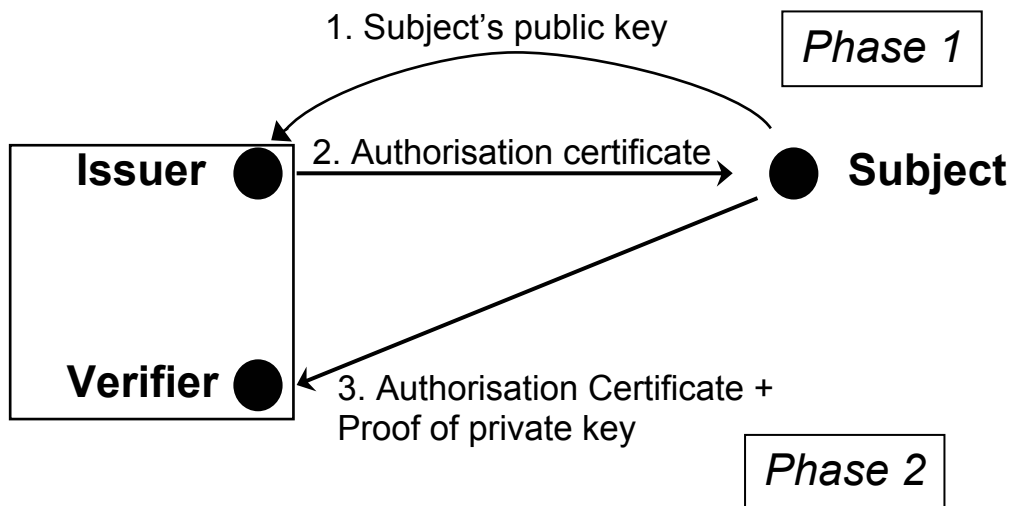 1. Subject's public key
Phase 1
2. Authorisation certificate
Issuer
Subject
Verifier
3. Authorisation Certificate +
Proof of private key
Phase 2